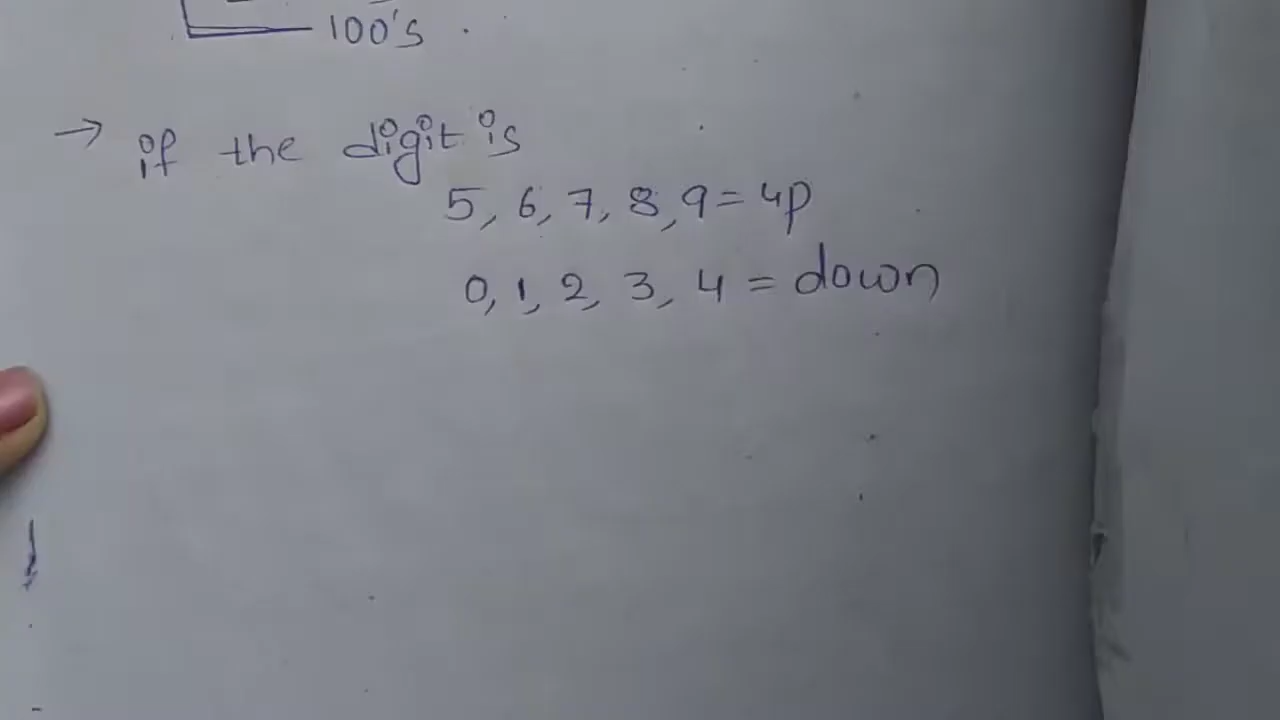 100's
→ if the digit is
5, 6, 7, 8, 9 = up
0, 1, 2, 3, 4 = down